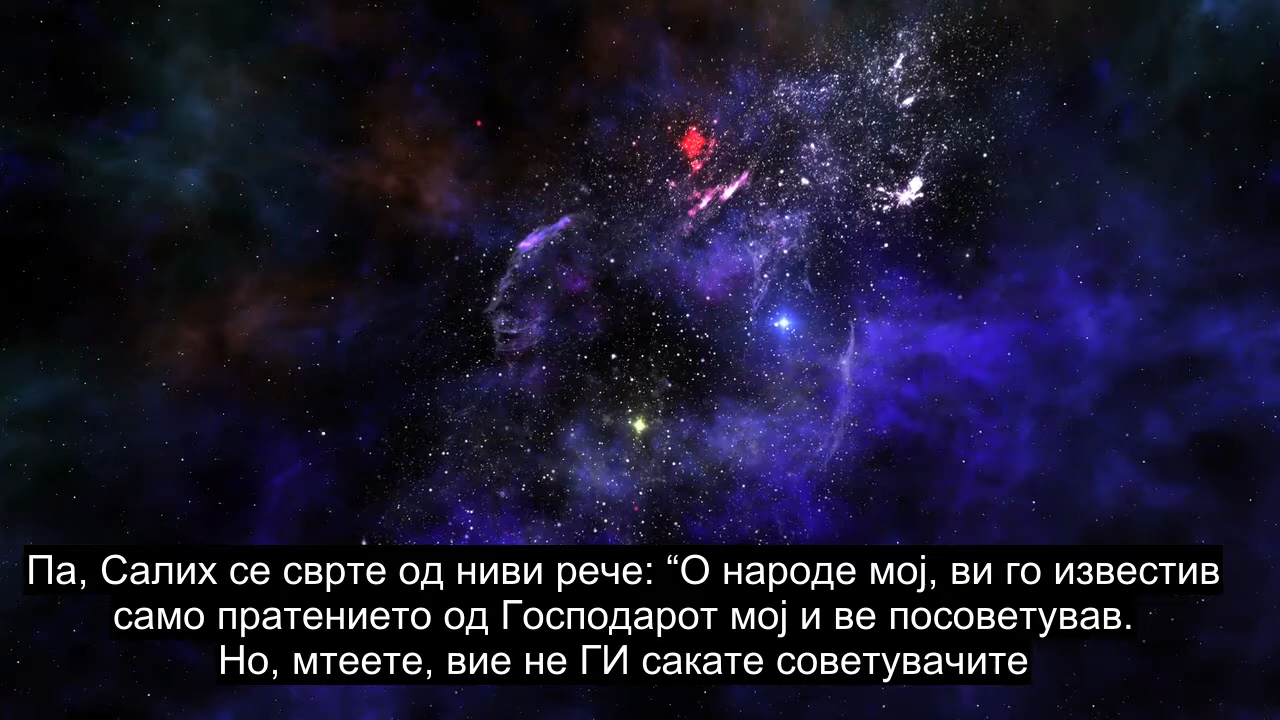 Па, Салих се сврте од ниви рече: “О народе мој, ви го известив
само пратението од Господарот мој и ве посоветував.
Но, мтеете, вие не ГИ сакате советувачите